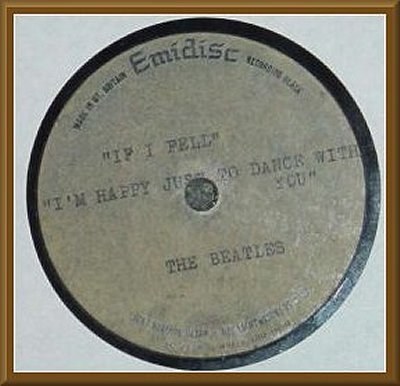 MADE IN GT. BRITAIN
Emidisc
RECORDING BLANK
"IF I FELL"
"I'M HAPPY JUST TO DANCE WITH
YOU"
THE BEATLES